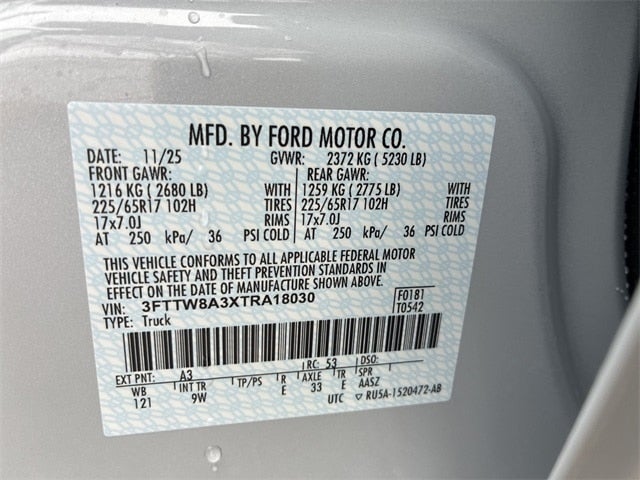 MFD. BY FORD MOTOR CO.
DATE: 11/25 GVWR: 2372 KG ( 5230 LB)
FRONT GAWR: REAR GAWR:
1216 KG ( 2680 LB) WITH 1259 KG ( 2775 LB) WITH
225/65R17 102H TIRES 225/65R17 102H TIRES
17x7.0J RIMS 17x7.0J RIMS
AT 250 kPa/ 36 PSI COLD AT 250 kPa/ 36 PSI COLD
THIS VEHICLE CONFORMS TO ALL APPLICABLE FEDERAL MOTOR
VEHICLE SAFETY AND THEFT PREVENTION STANDARDS IN
EFFECT ON THE DATE OF MANUFACTURE SHOWN ABOVE.
VIN: 3FTTW8A3XTRA18030 F0181
TYPE: Truck T0542
EXT PNT: A3 RC: 53 DSO:
WB INT TR TP/PS R AXLE TR SPR
121 9W E 33 E AASZ
UTC ▽ RU5A-1520472-AB